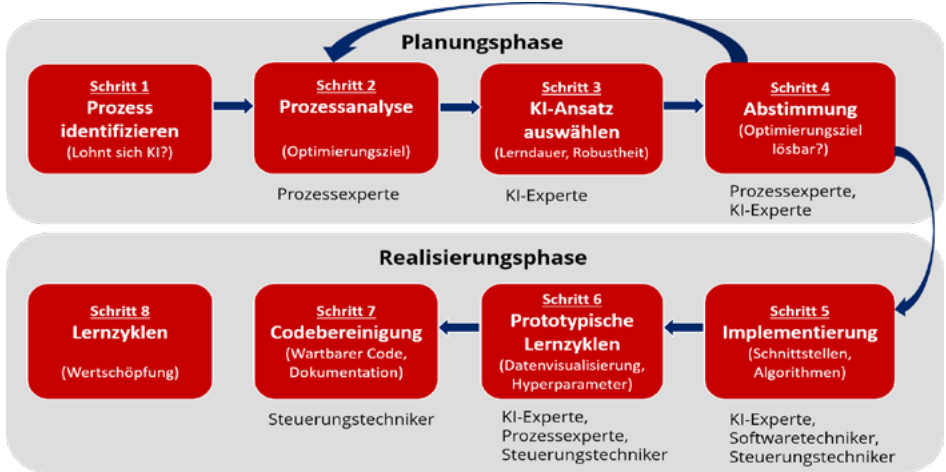 Planungsphase
Schritt 1
Prozess
identifizieren
(Lohnt sich KI?)
Schritt 2
Prozessanalyse
(Optimierungsziel)
Prozessexperte
Schritt 3
KI-Ansatz
auswählen
(Lerndauer, Robustheit)
KI-Experte
Schritt 4
Abstimmung
(Optimierungsziel
lösbar?)
Prozessexperte,
KI-Experte
Realisierungsphase
Schritt 5
Implementierung
(Schnittstellen,
Algorithmen)
KI-Experte,
Softwaretechniker,
Steuerungstechniker
Schritt 6
Prototypische
Lernzyklen
(Datenvisualisierung,
Hyperparameter)
KI-Experte,
Prozessexperte,
Steuerungstechniker
Schritt 7
Codebereinigung
(Wartbarer Code,
Dokumentation)
Steuerungstechniker
Schritt 8
Lernzyklen
(Wertschöpfung)